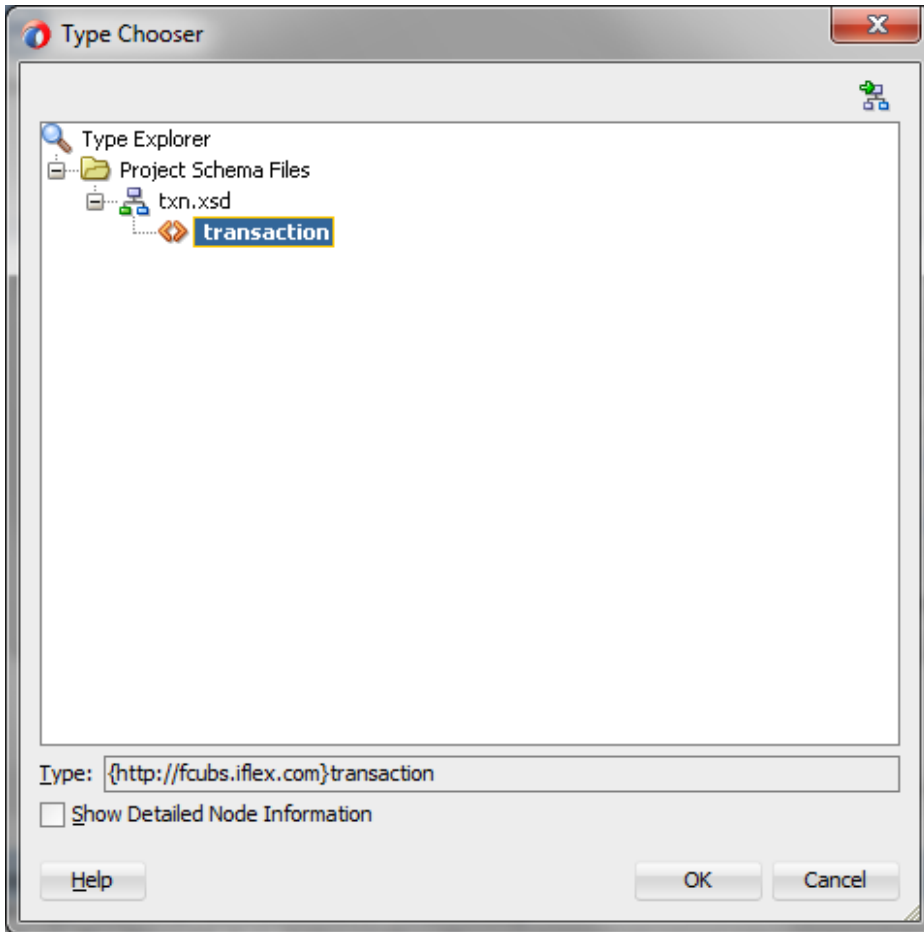 Type Chooser
Type Explorer
Project Schema Files
txn.xsd
transaction
Type: {http://fcubs.iflex.com}transaction
Show Detailed Node Information
Help OK Cancel